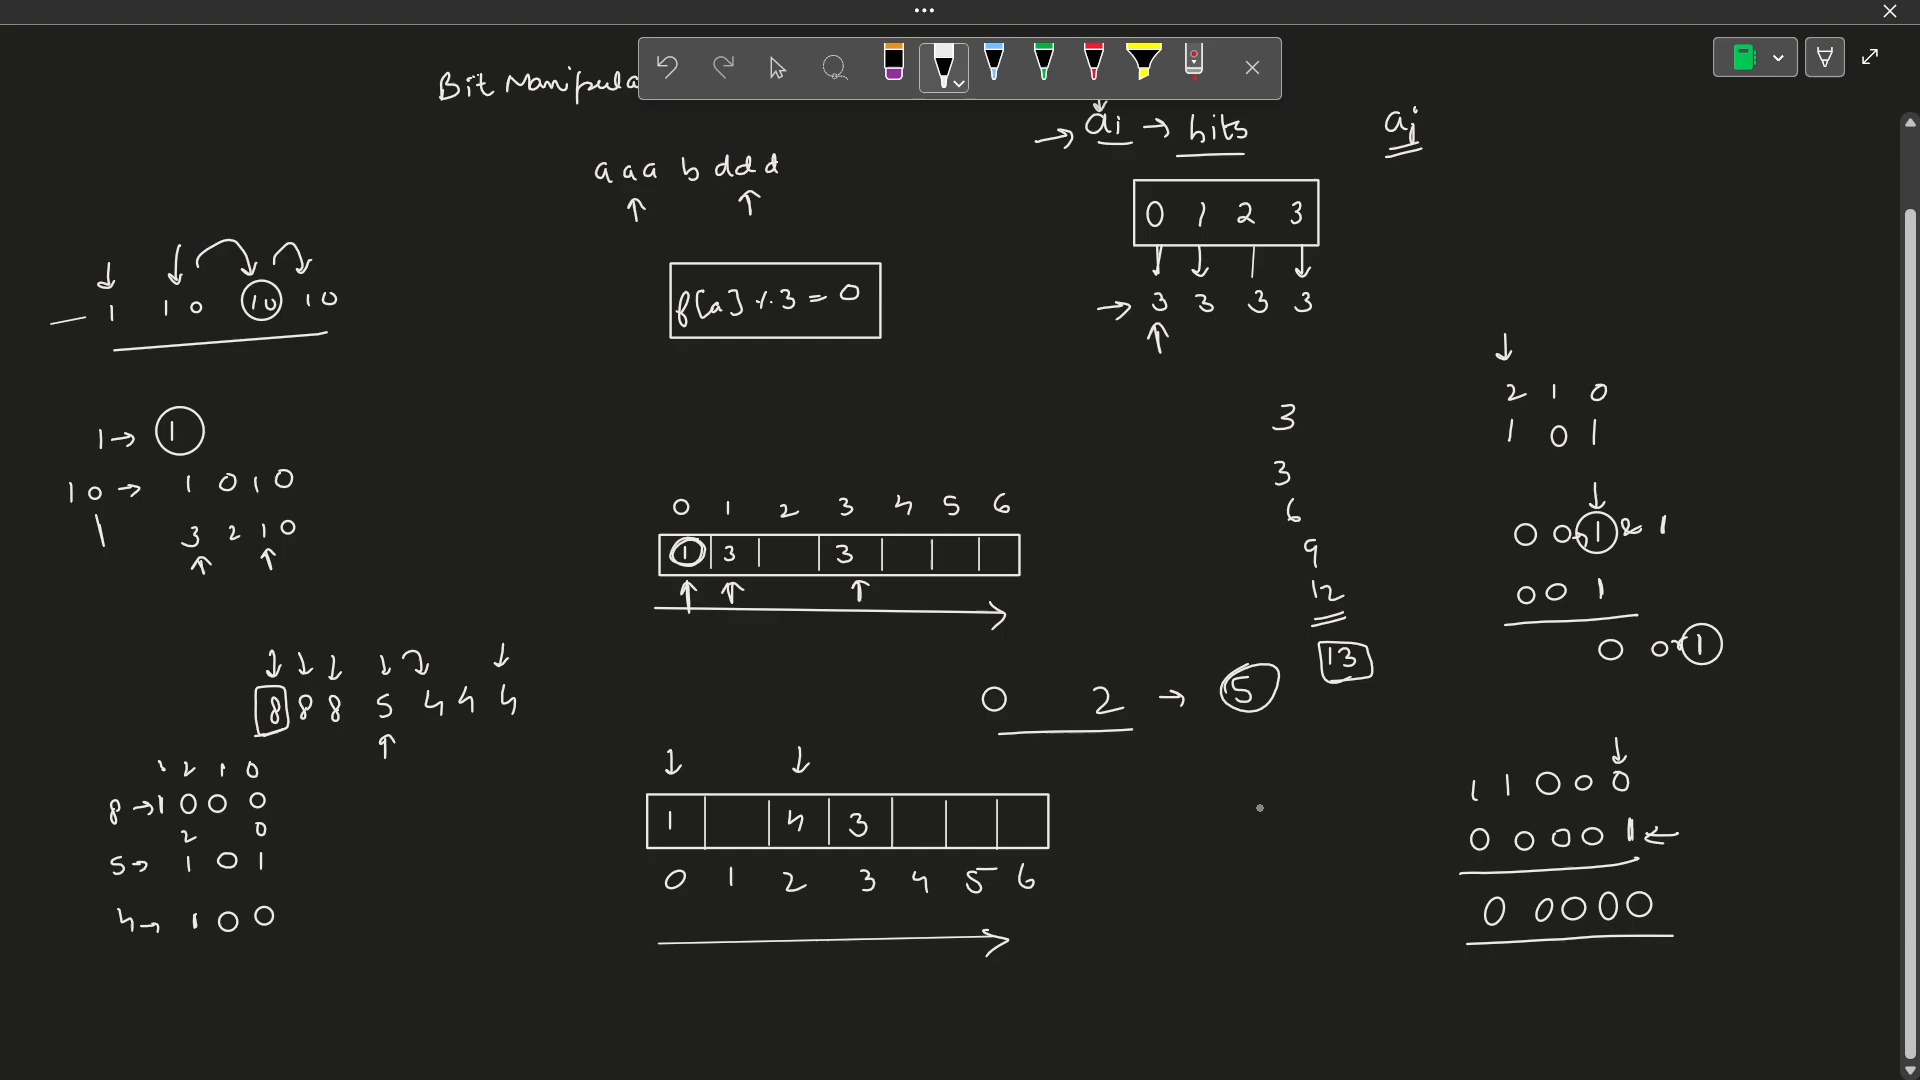 Bit Manipula
ai → bits
aj
a a a b d d d
0 1 2 3
3 3 3 3
1 10 10 10
f[a] % 3 = 0
1 → 1
10 → 1 0 1 0
3 2 1 0
0 1 2 3 4 5 6
1 3 3
3
3
6
9
12
13
2 1 0
1 0 1
0 0 1 & 1
0 0 1
0 0 1
8 8 8 5 4 4 4
0 2 → 5
2 1 0
8 → 1 0 0 0
2 0
5 → 1 0 1
4 → 1 0 0
1 4 3
0 1 2 3 4 5 6
1 1 0 0 0
0 0 0 0 1
0 0 0 0 0